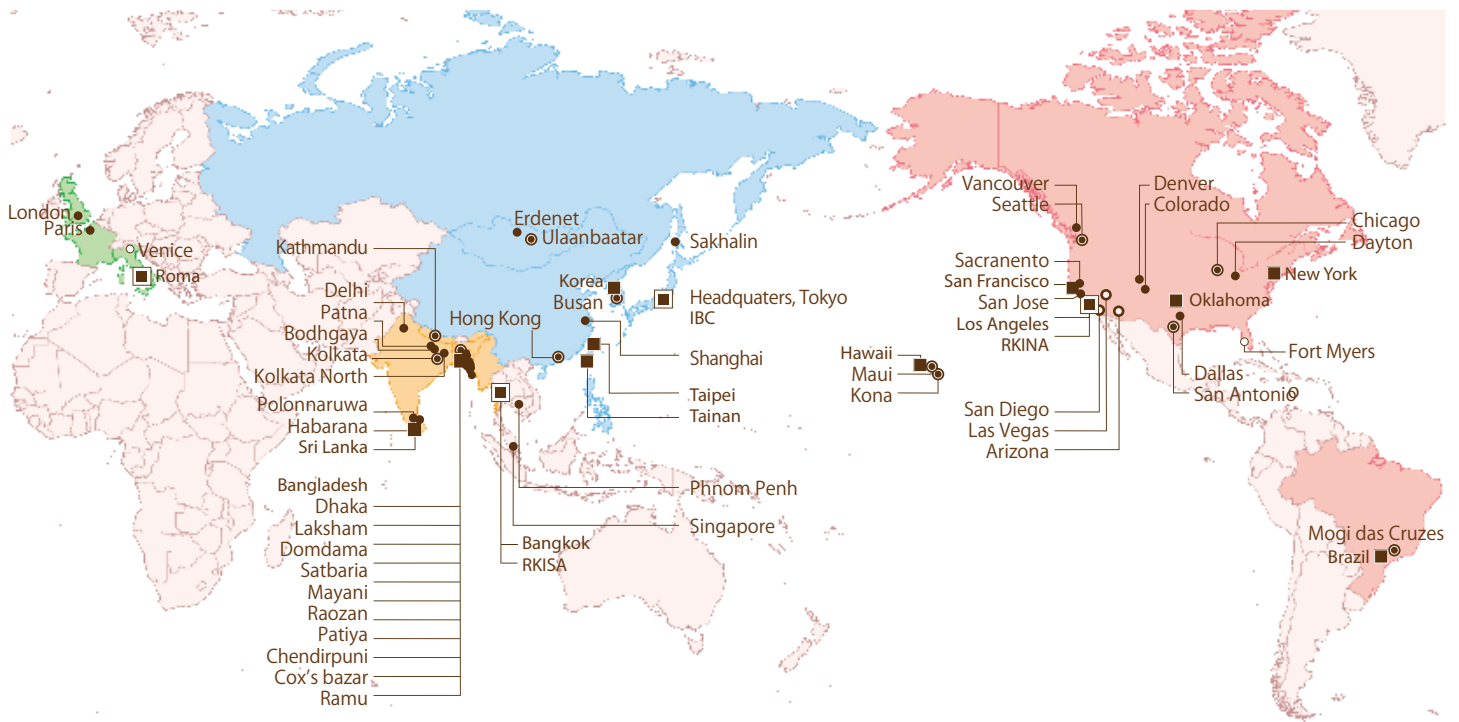 London
Paris
Venice
Roma
Kathmandu
Delhi
Patna
Bodhgaya
Kolkata
Kolkata North
Polonnaruwa
Habarana
Sri Lanka
Bangladesh
Dhaka
Laksham
Domdama
Satbaria
Mayani
Raozan
Patiya
Chendirpuni
Cox's bazar
Ramu
Erdenet
Ulaanbaatar
Sakhalin
Korea
Busan
Hong Kong
Headquaters, Tokyo
IBC
Shanghai
Taipei
Tainan
Phnom Penh
Singapore
Bangkok
RKISA
Hawaii
Maui
Kona
Vancouver
Seattle
Sacranento
San Francisco
San Jose
Los Angeles
RKINA
San Diego
Las Vegas
Arizona
Denver
Colorado
Chicago
Dayton
New York
Oklahoma
Fort Myers
Dallas
San Antonio
Mogi das Cruzes
Brazil